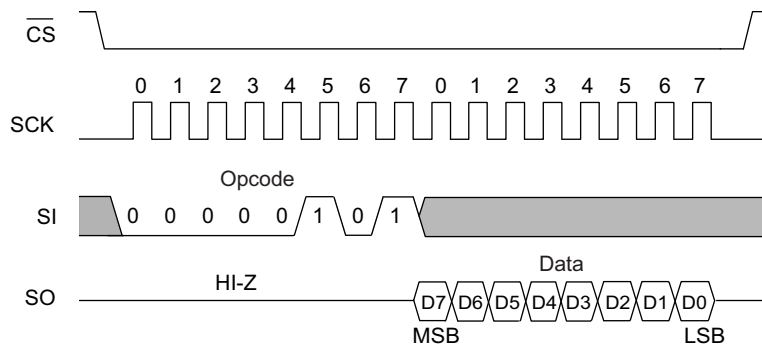 CS
0 1 2 3 4 5 6 7 0 1 2 3 4 5 6 7
SCK
Opcode
SI 0 0 0 0 0 1 0 1
HI-Z Data
SO D7 D6 D5 D4 D3 D2 D1 D0
MSB LSB